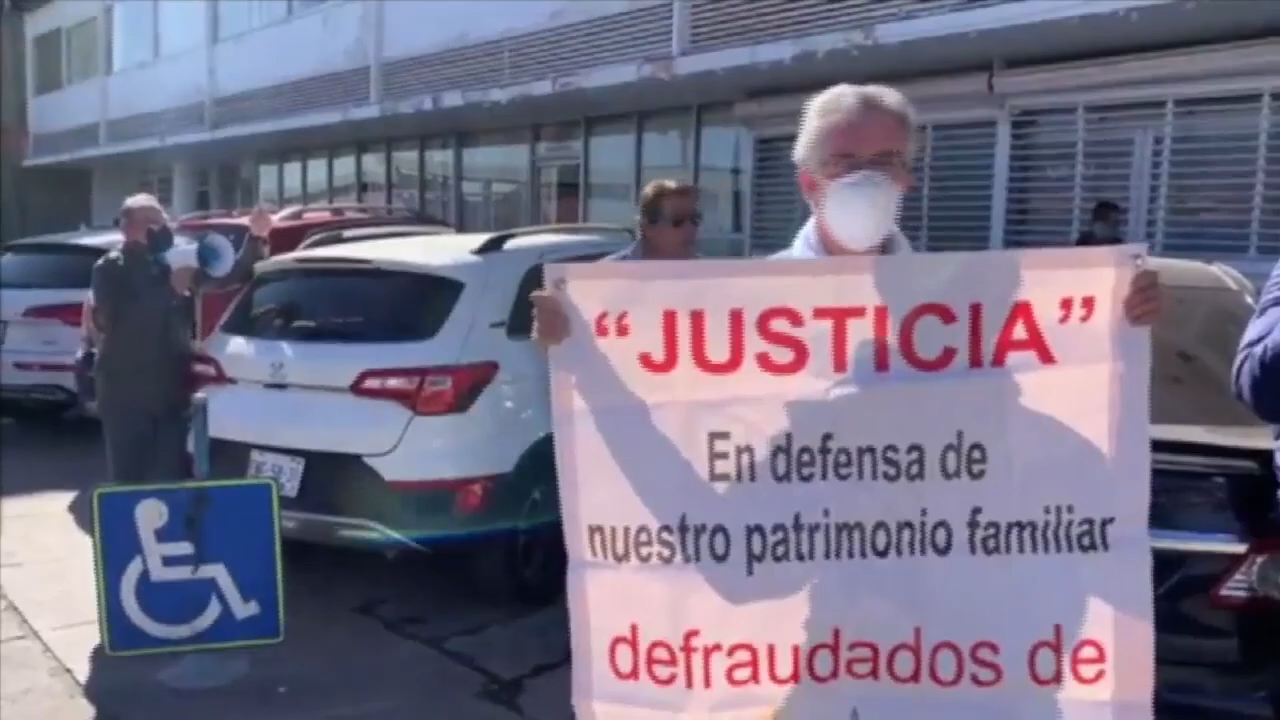 “JUSTICIA”
En defensa de
nuestro patrimonio familiar
defraudados de